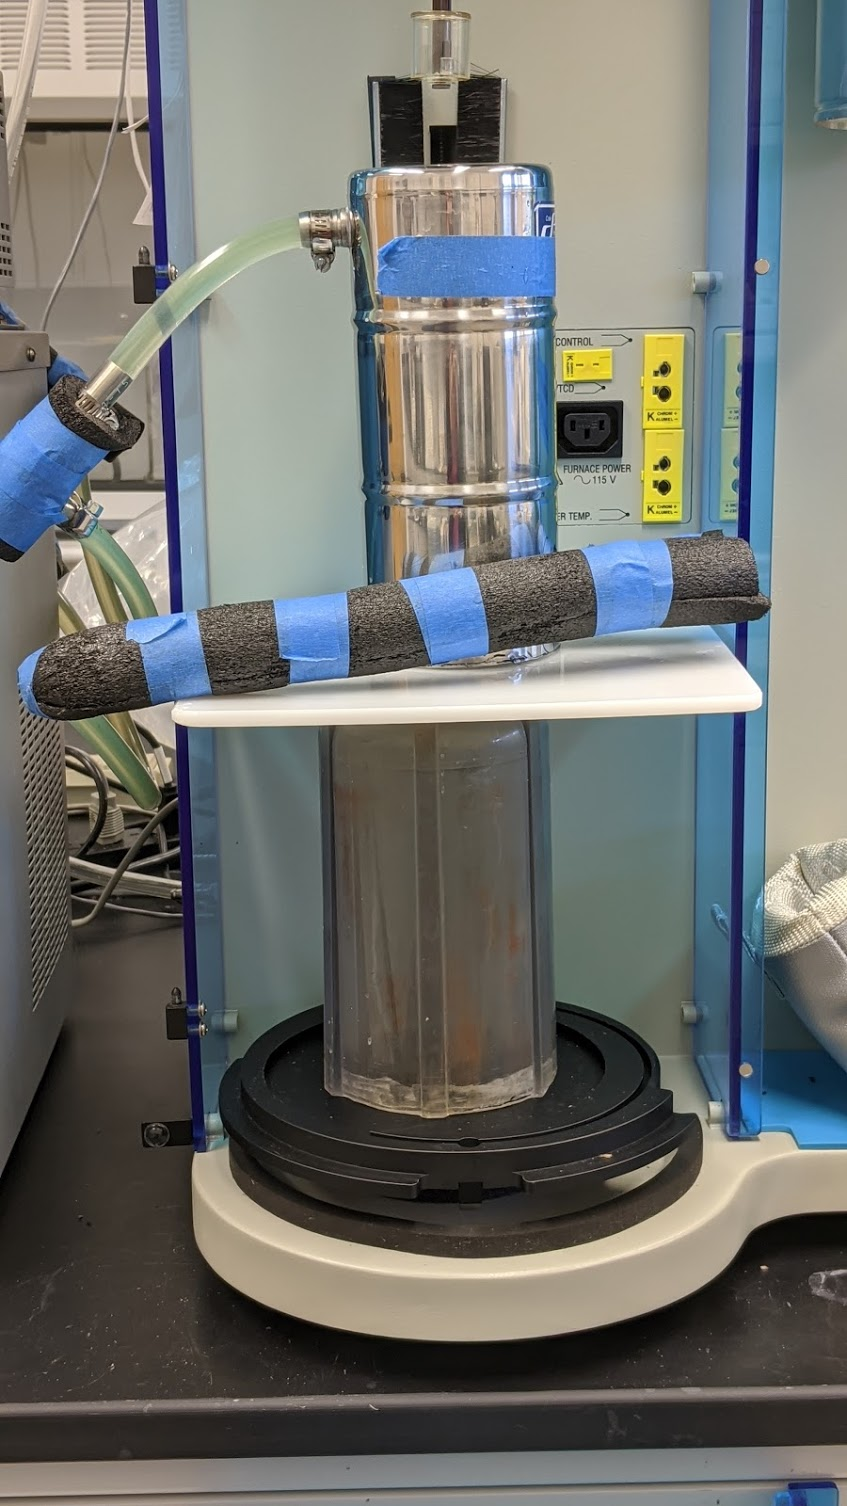 CONTROL
TCD
FURNACE POWER
115 V
ER TEMP.
K
CHROM +
ALUMEL -
K
CHROM +
ALUMEL -
K